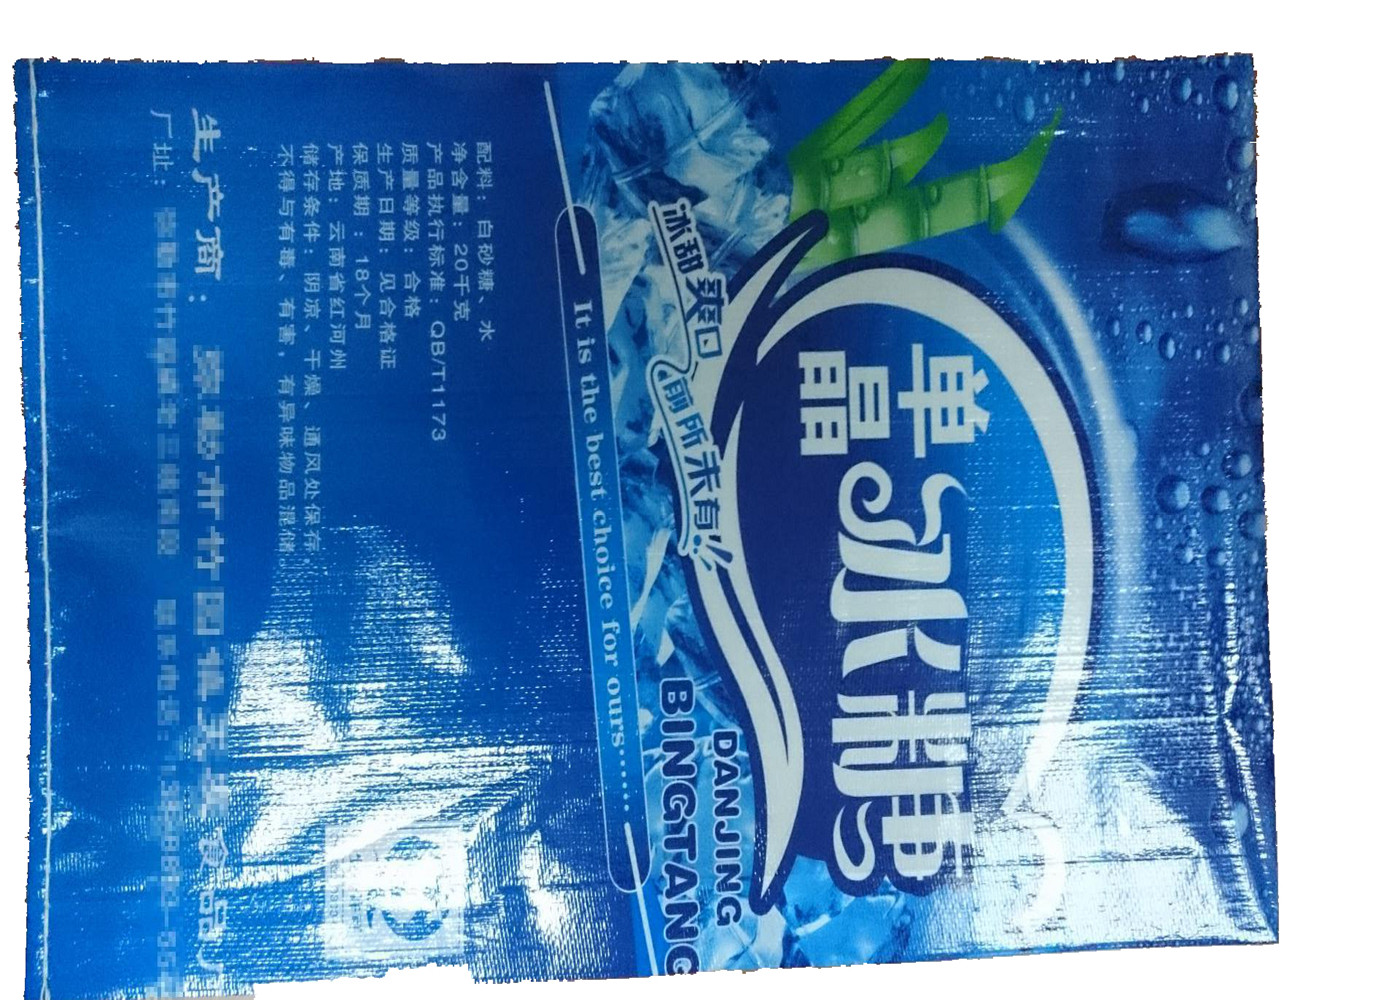 单晶
冰糖
DANJING
BINGTANG
冰甜爽口
前所未有!
It is the best choice for ours......
配料：白砂糖、水
净含量：20千克
产品执行标准：QB/T1173
质量等级：合格
生产日期：见合格证
保质期：18个月
产地：云南省红河州
储存条件：阴凉、干燥、通风处保存
不得与有毒、有害，有异味物品混储
生产商：
食品厂
厂址：